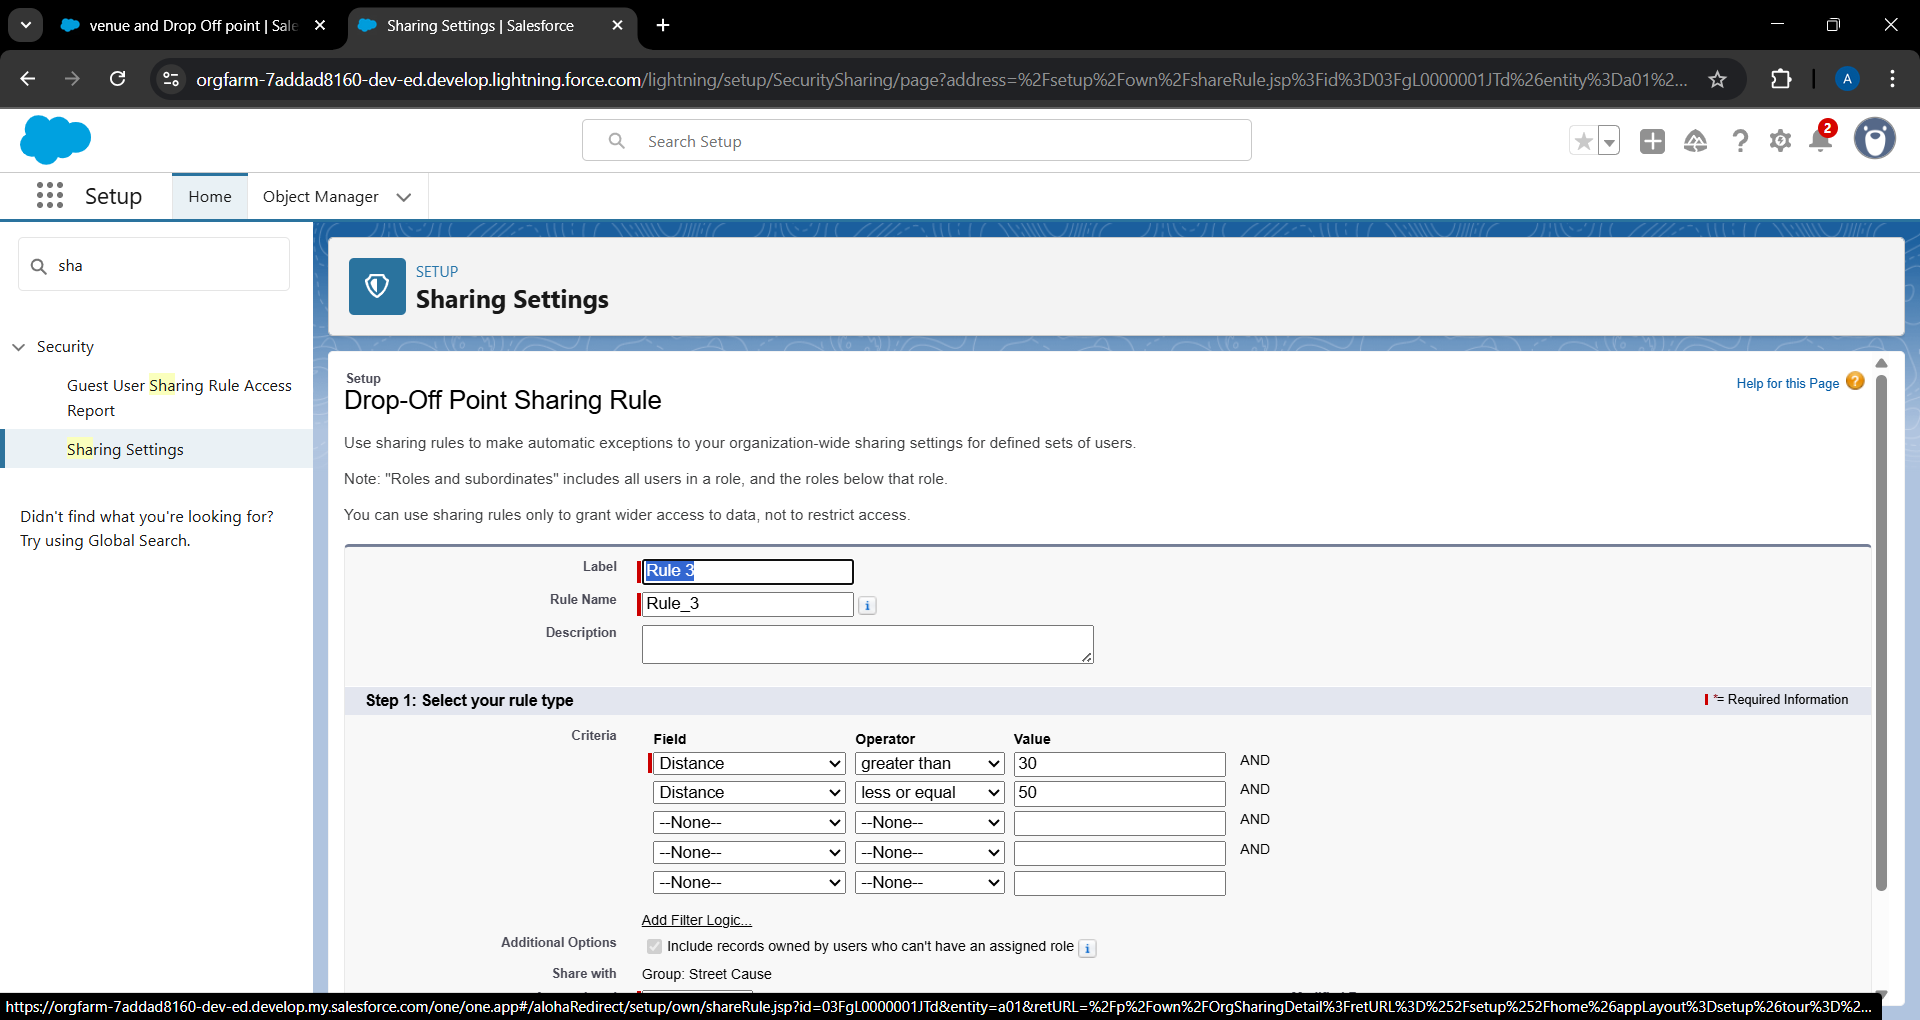 venue and Drop Off point | Sale
Sharing Settings | Salesforce
orgfarm-7addad8160-dev-ed.develop.lightning.force.com/lightning/setup/SecuritySharing/page?address=%2Fsetup%2Fown%2FshareRule.jsp%3Fid%3D03FgL0000001JTd%26entity%3Da01%2...
A
Search Setup
2
Setup
Home
Object Manager
sha
Security
Guest User Sharing Rule Access
Report
Sharing Settings
Didn't find what you're looking for?
Try using Global Search.
SETUP
Sharing Settings
Setup
Drop-Off Point Sharing Rule
Help for this Page
Use sharing rules to make automatic exceptions to your organization-wide sharing settings for defined sets of users.
Note: "Roles and subordinates" includes all users in a role, and the roles below that role.
You can use sharing rules only to grant wider access to data, not to restrict access.
Label Rule 3
Rule Name Rule_3
Description
Step 1: Select your rule type
*= Required Information
Criteria
Field Operator Value
Distance greater than 30 AND
Distance less or equal 50 AND
--None-- --None-- AND
--None-- --None-- AND
--None-- --None--
Add Filter Logic...
Additional Options Include records owned by users who can't have an assigned role
Share with Group: Street Cause
https://orgfarm-7addad8160-dev-ed.develop.my.salesforce.com/one/one.app#/alohaRedirect/setup/own/shareRule.jsp?id=03FgL0000001JTd&entity=a01&retURL=%2Fp%2Fown%2FOrgSharingDetail%3FretURL%3D%252Fsetup%252Fhome%26appLayout%3Dsetup%26tour%3D%2...